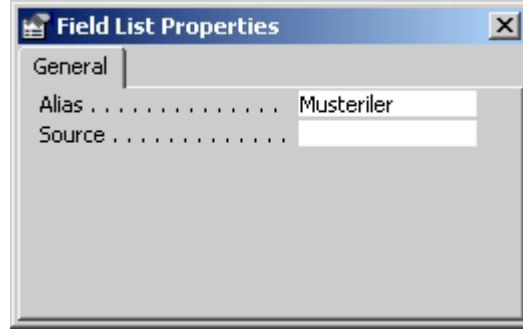 Field List Properties
General
Alias . . . . . . . . . . . . . . Musteriler
Source . . . . . . . . . . . . .